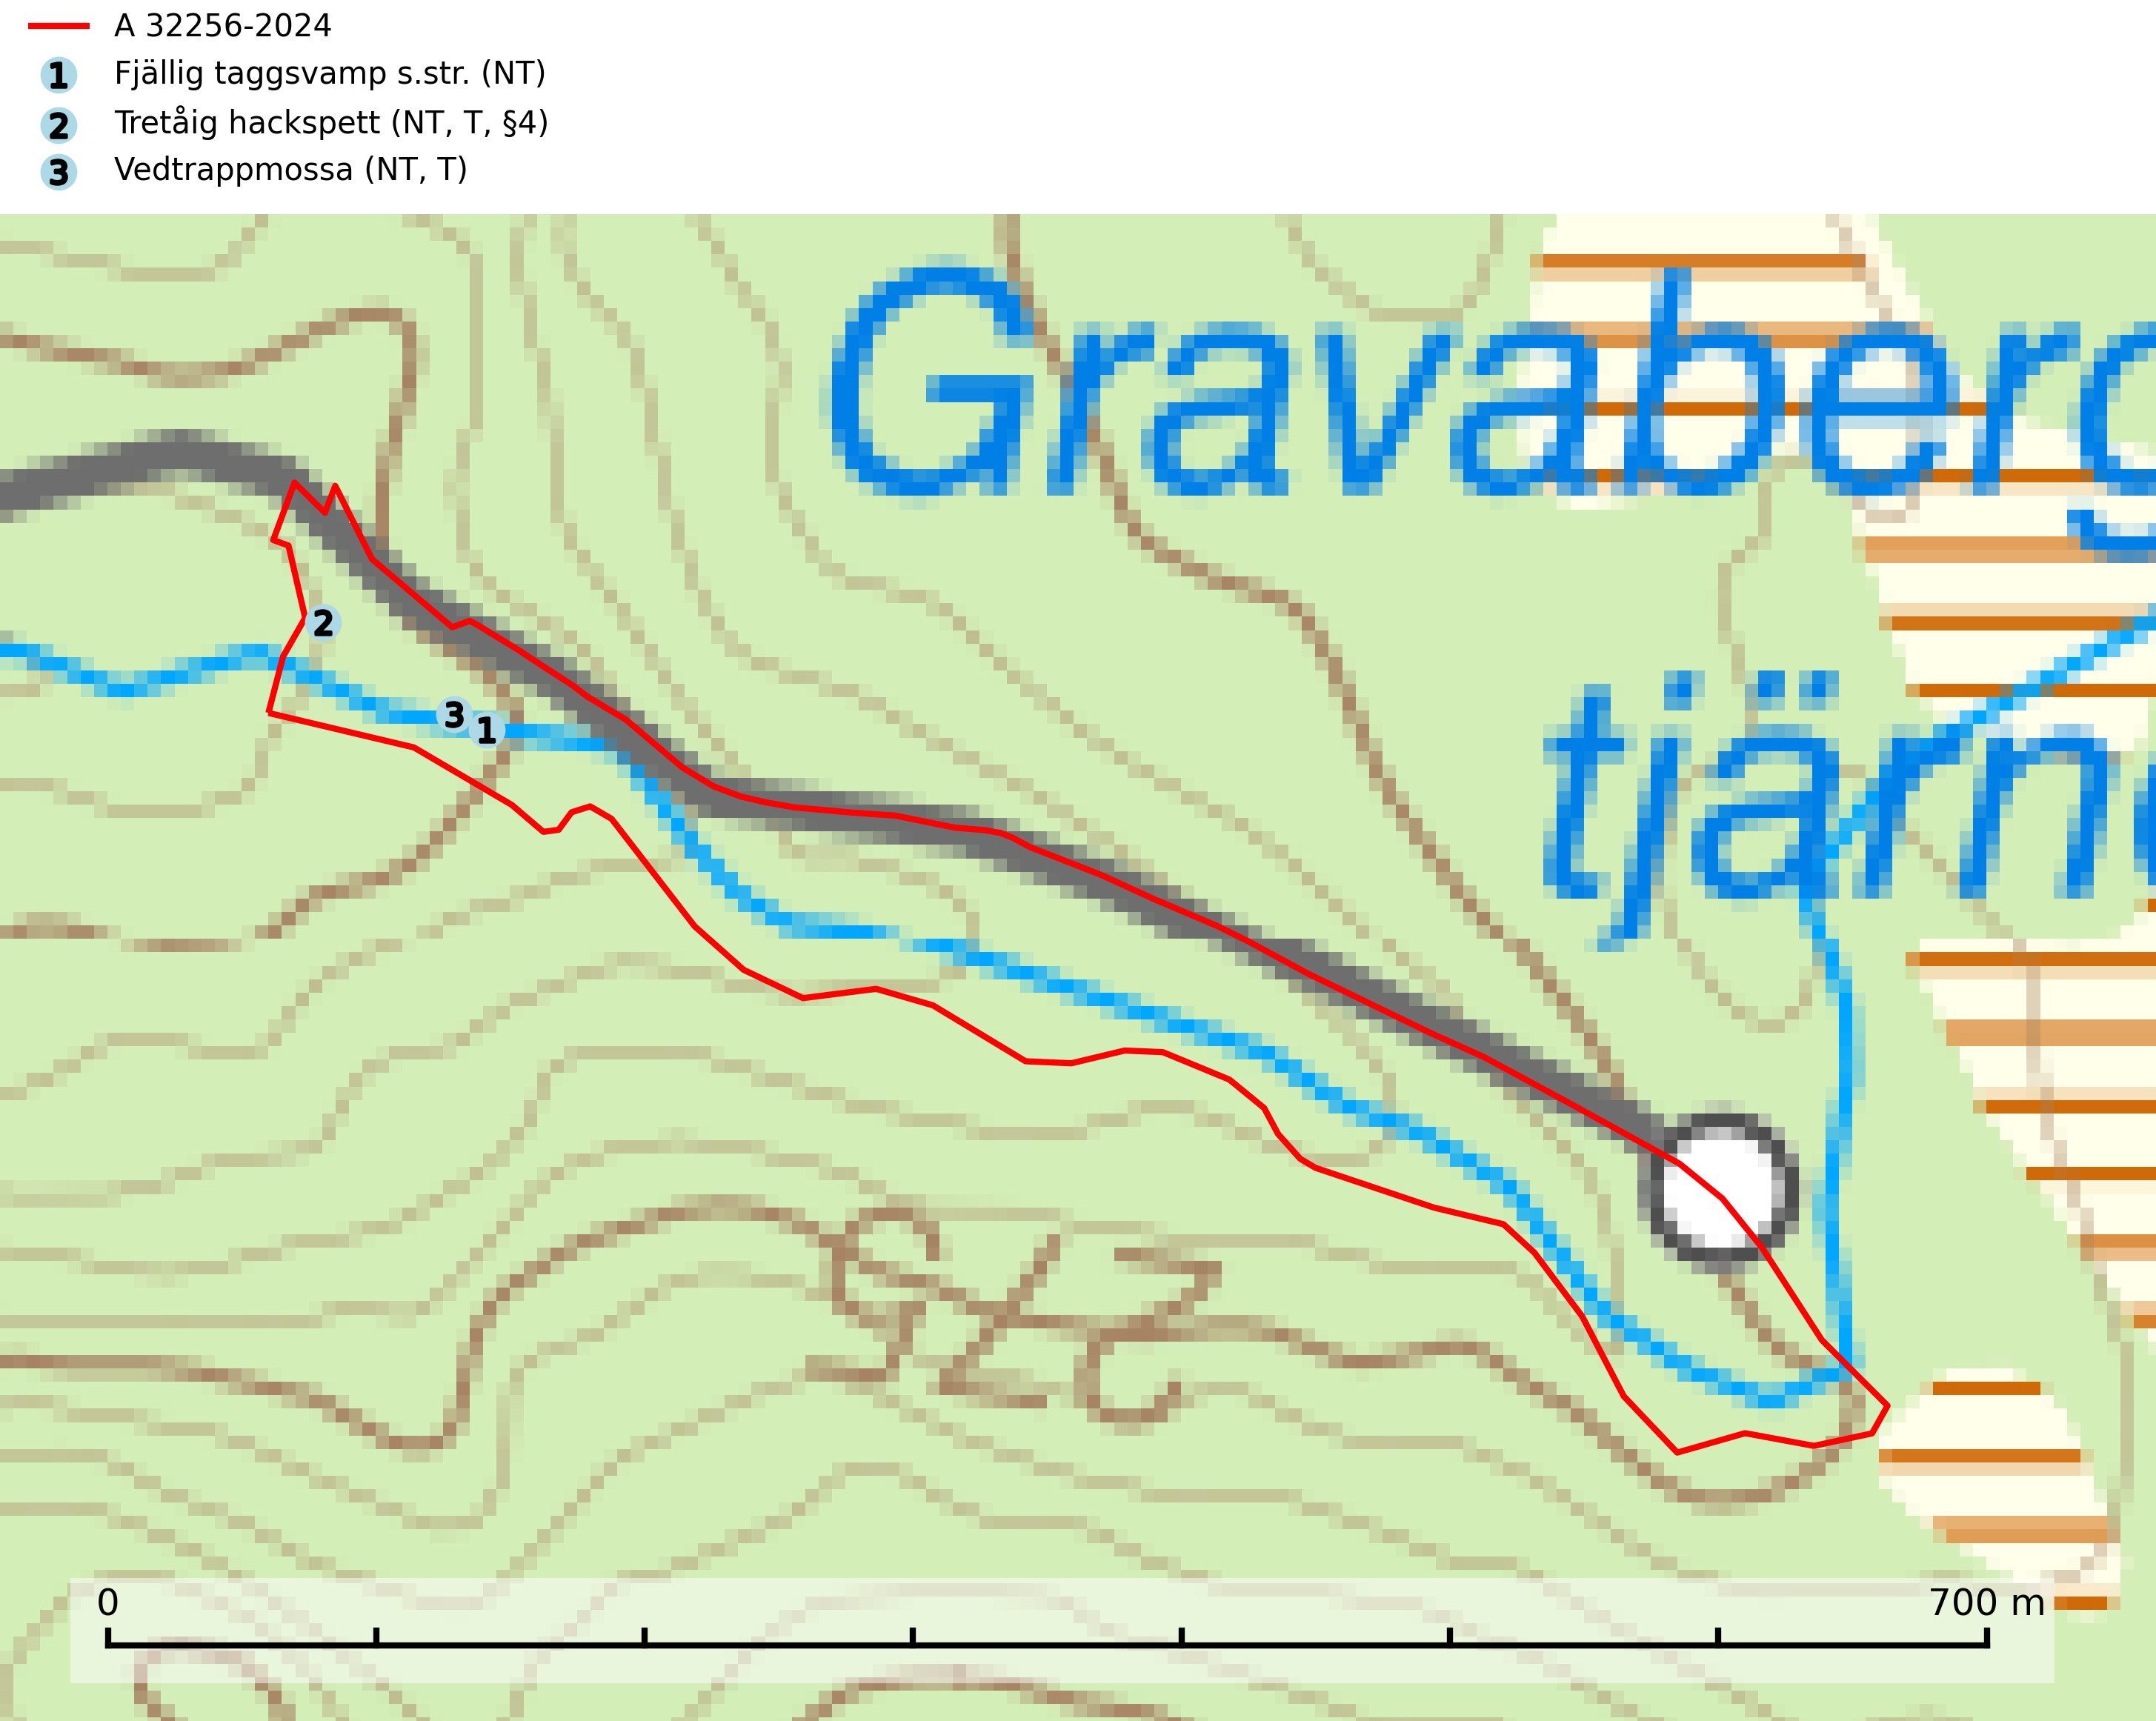 A 32256-2024
1 Fjällig taggsvamp s.str. (NT)
2 Tretåig hackspett (NT, T, §4)
3 Vedtrappmossa (NT, T)
Gravaberg
2
tjärn
3 1
0 700 m